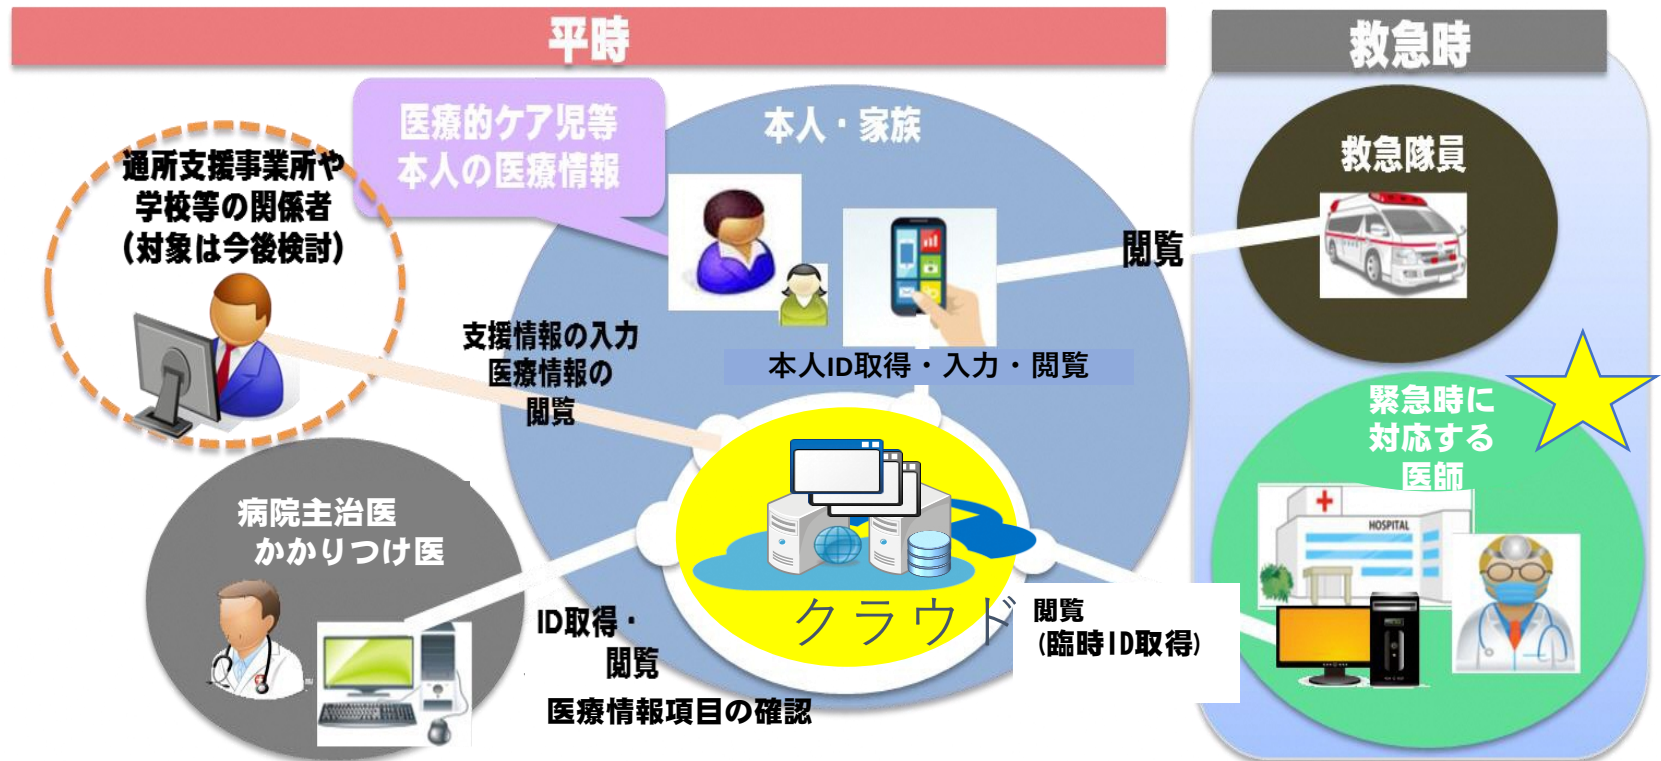 平時
救急時
医療的ケア児等
本人の医療情報
本人・家族
通所支援事業所や
学校等の関係者
(対象は今後検討)
救急隊員
閲覧
支援情報の入力
医療情報の
閲覧
本人ID取得・入力・閲覧
緊急時に
対応する
医師
HOSPITAL
病院主治医
かかりつけ医
クラウド
ID取得・
閲覧
医療情報項目の確認
閲覧
(臨時ID取得)